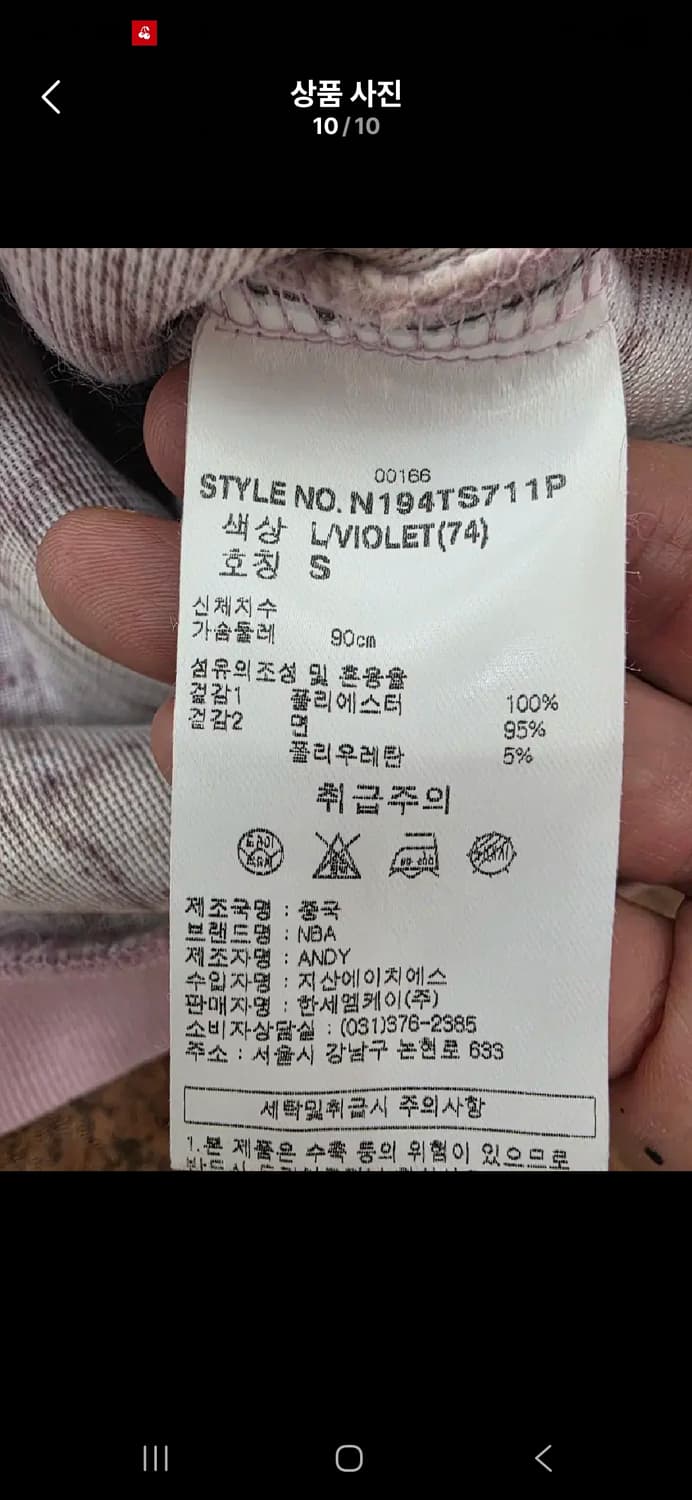 상품 사진
10/10
00166
STYLE NO. N194TS711P
색상 L/VIOLET(74)
호칭 S
신체치수
가슴둘레 90cm
섬유의조성 및 혼용율
겉감1 폴리에스터 100%
겉감2 면 95%
폴리우레탄 5%
취급주의
드라이
제조국명 : 중국
브랜드명 : NBA
제조자명 : ANDY
수입자명 : 지산에이치에스
판매자명 : 한세엠케이(주)
소비자상담실 : (031)376-2385
주소 : 서울시 강남구 논현로 633
세탁및취급시 주의사항
1.본 제품은 수축 등의 위험이 있으므로